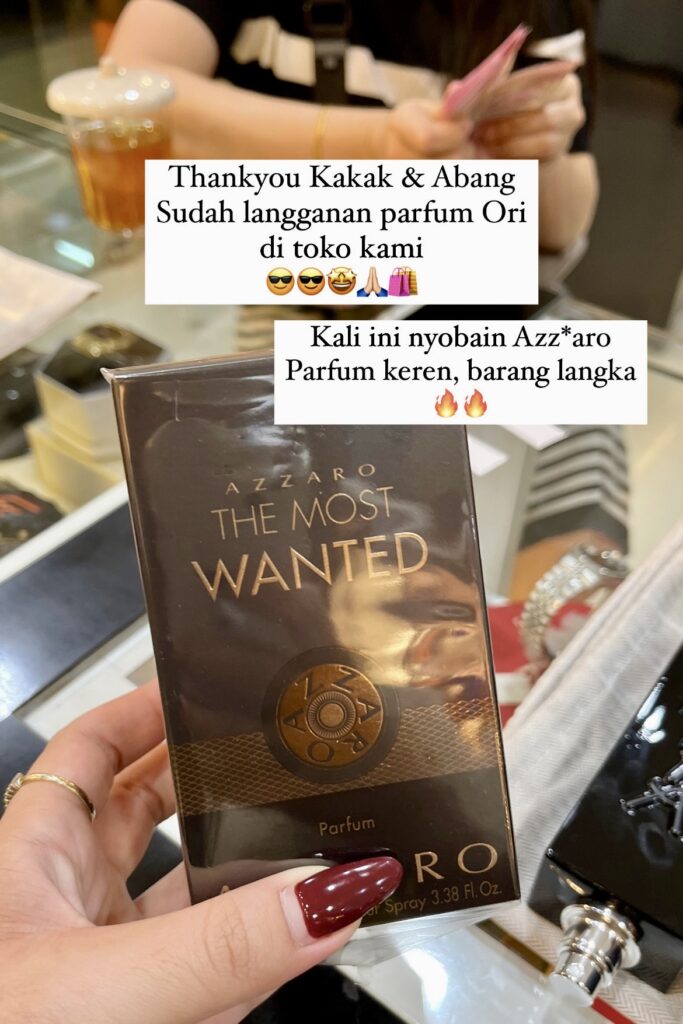 Thankyou Kakak & Abang
Sudah langganan parfum Ori
di toko kami
😎😎🤩🙏🏻🛍️
Kali ini nyobain Azz*aro
Parfum keren, barang langka
🔥🔥
AZZARO
THE MOST
WANTED
AZZARO
Parfum
RO
Spray 3.38 Fl. Oz.